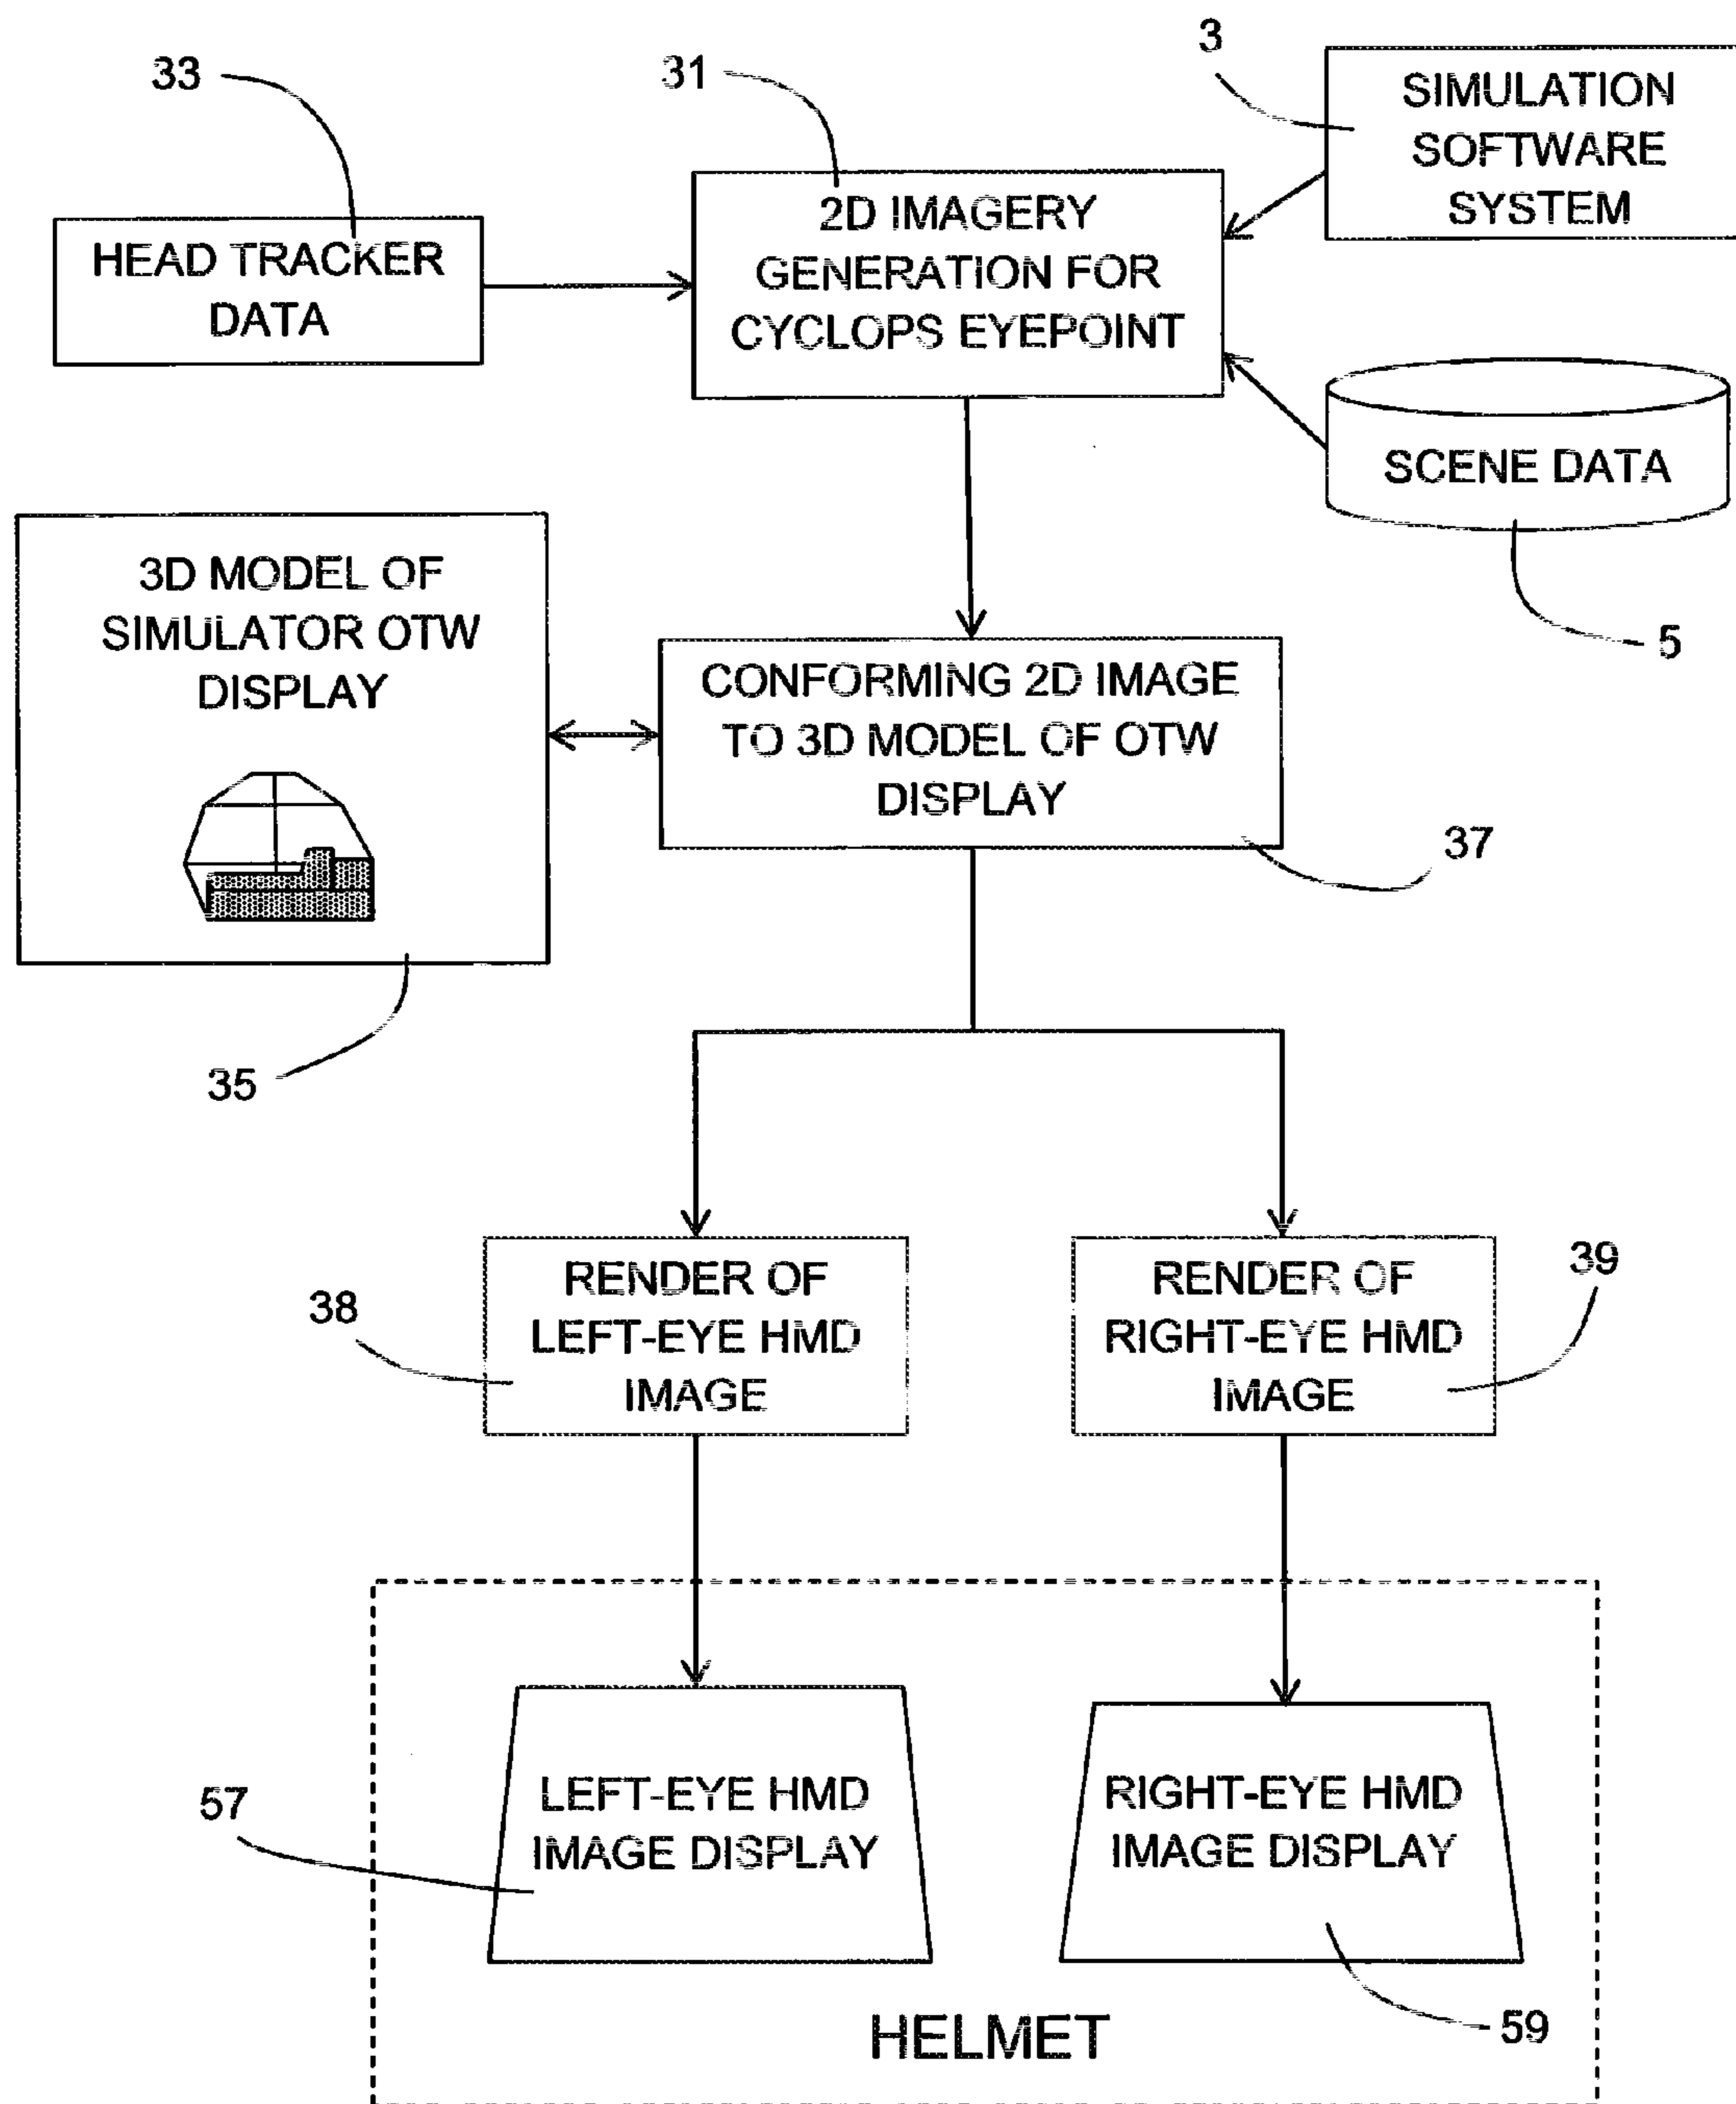 3
SIMULATION
SOFTWARE
SYSTEM
33
31
HEAD TRACKER
DATA
2D IMAGERY
GENERATION FOR
CYCLOPS EYEPOINT
SCENE DATA
5
3D MODEL OF
SIMULATOR OTW
DISPLAY
35
CONFORMING 2D IMAGE
TO 3D MODEL OF OTW
DISPLAY
37
38
RENDER OF
LEFT-EYE HMD
IMAGE
RENDER OF
RIGHT-EYE HMD
IMAGE
39
57
LEFT-EYE HMD
IMAGE DISPLAY
RIGHT-EYE HMD
IMAGE DISPLAY
59
HELMET